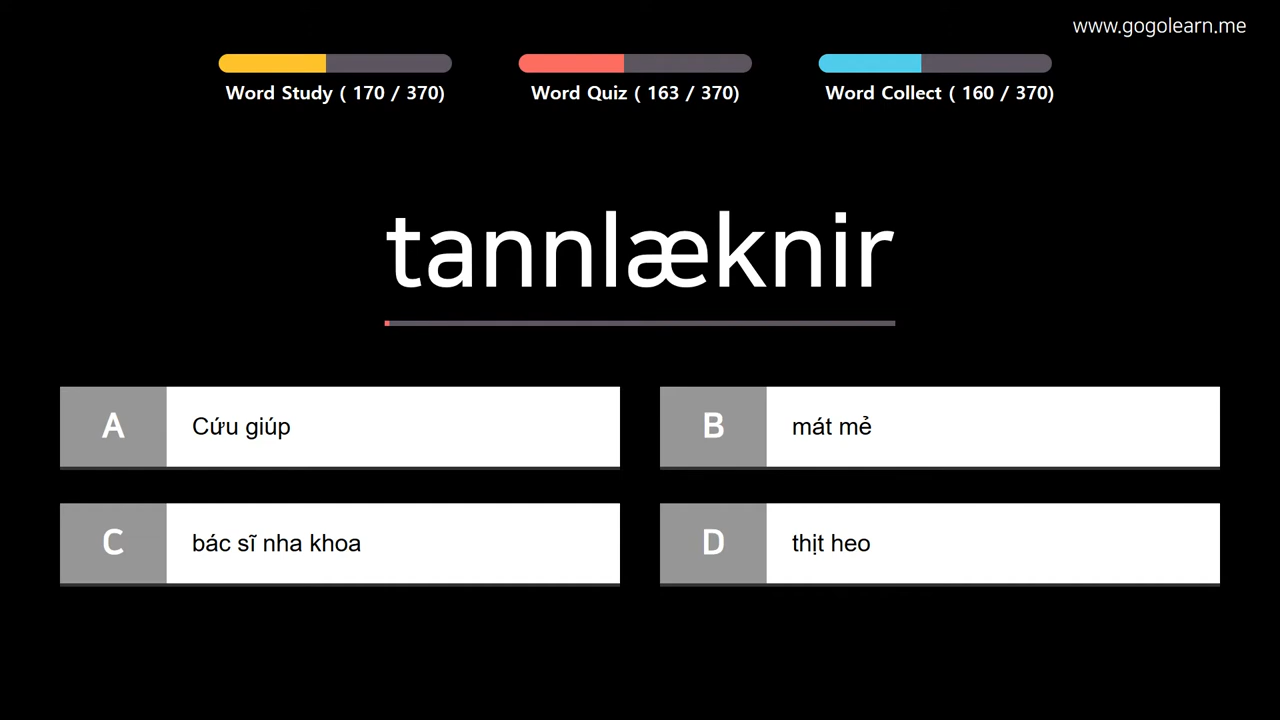 www.gogolearn.me
Word Study ( 170 / 370)
Word Quiz ( 163 / 370)
Word Collect ( 160 / 370)
tannlæknir
A Cứu giúp
B mát mẻ
C bác sĩ nha khoa
D thịt heo